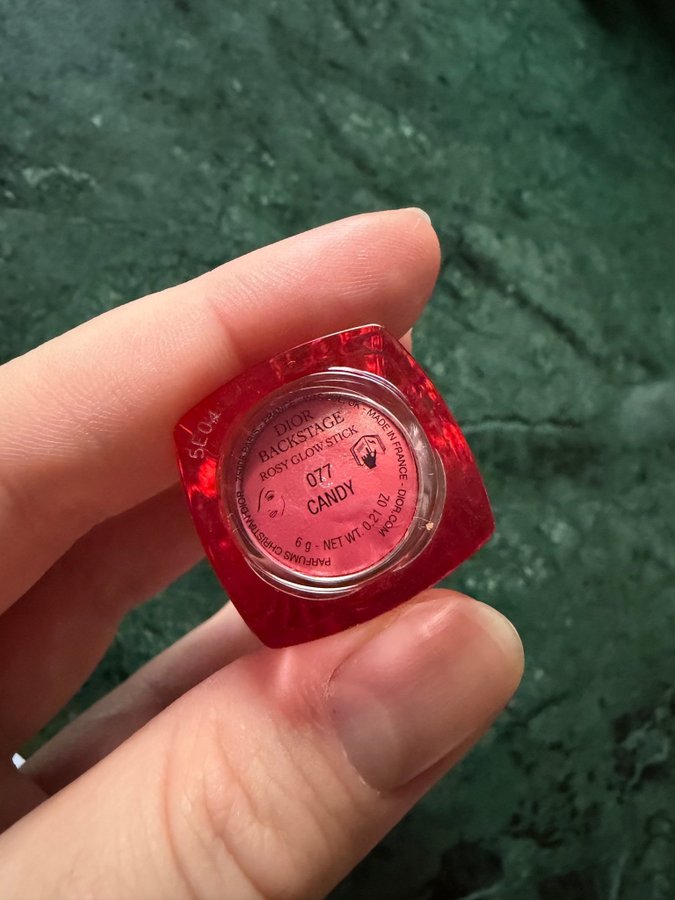 5E04
DIOR
BACKSTAGE
ROSY GLOW STICK
077
CANDY
6 g - NET WT. 0.21 OZ
PARFUMS CHRISTIAN DIOR
MADE IN FRANCE - DIOR.COM